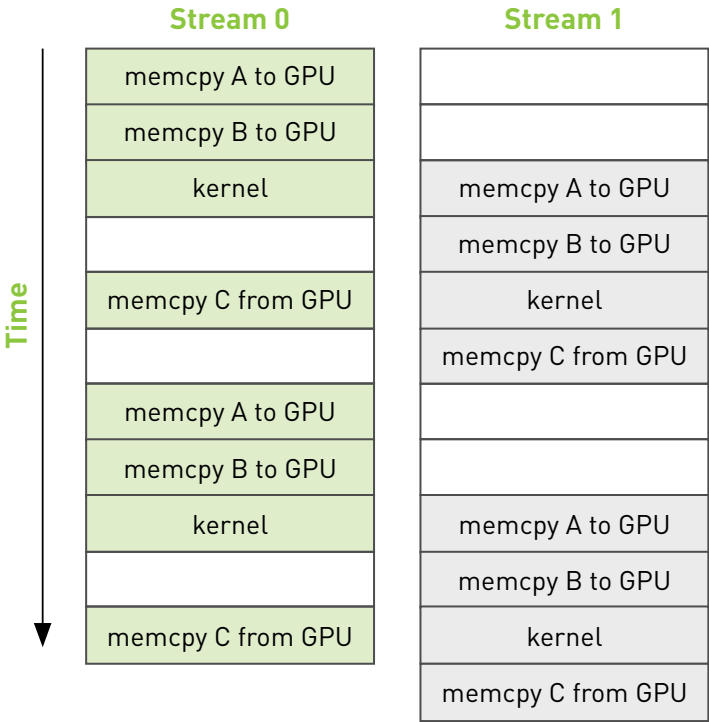 Stream 0
Stream 1
Time
memcpy A to GPU
memcpy B to GPU
kernel
memcpy C from GPU
memcpy A to GPU
memcpy B to GPU
kernel
memcpy C from GPU
memcpy A to GPU
memcpy B to GPU
kernel
memcpy C from GPU
memcpy A to GPU
memcpy B to GPU
kernel
memcpy C from GPU